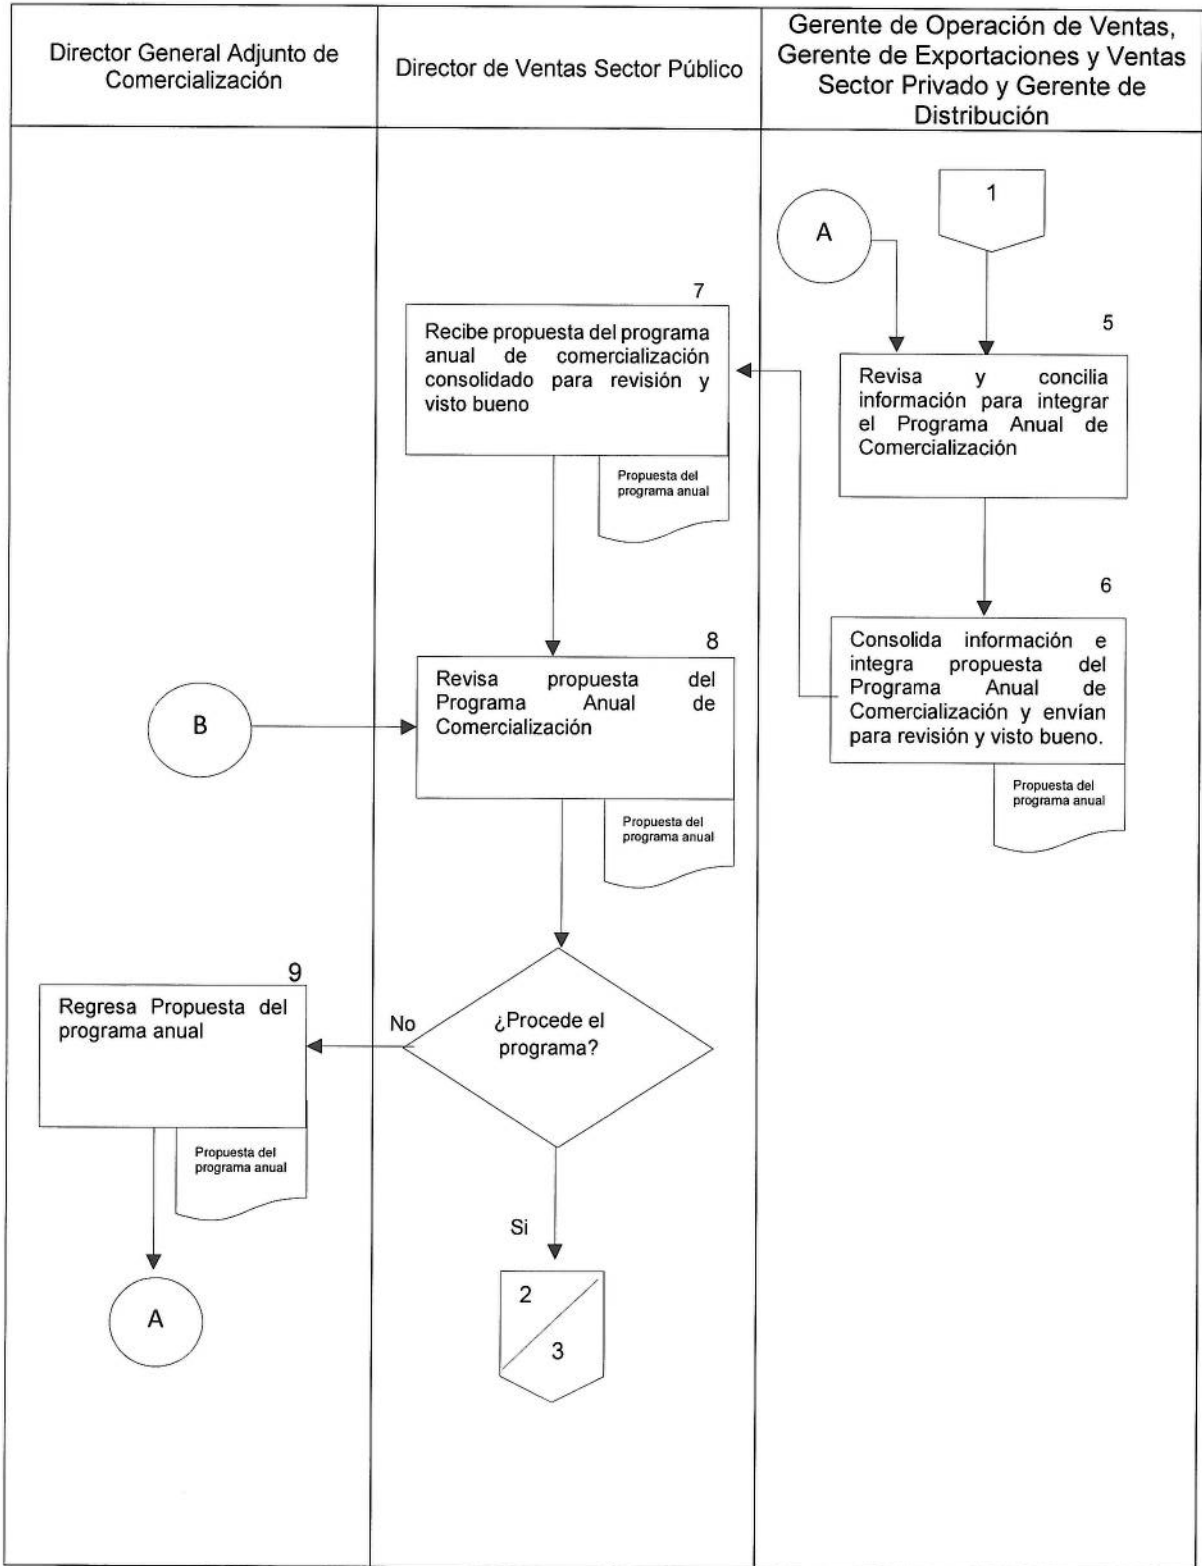 Director General Adjunto de
Comercialización
Director de Ventas Sector Público
Gerente de Operación de Ventas,
Gerente de Exportaciones y Ventas
Sector Privado y Gerente de
Distribución
1
A
5
Revisa y concilia
información para integrar
el Programa Anual de
Comercialización
6
Consolida información e
integra propuesta del
Programa Anual de
Comercialización y envían
para revisión y visto bueno.
Propuesta del
programa anual
7
Recibe propuesta del programa
anual de comercialización
consolidado para revisión y
visto bueno
Propuesta del
programa anual
8
Revisa propuesta del
Programa Anual de
Comercialización
Propuesta del
programa anual
B
¿Procede el
programa?
No
9
Regresa Propuesta del
programa anual
Propuesta del
programa anual
A
Si
2
3